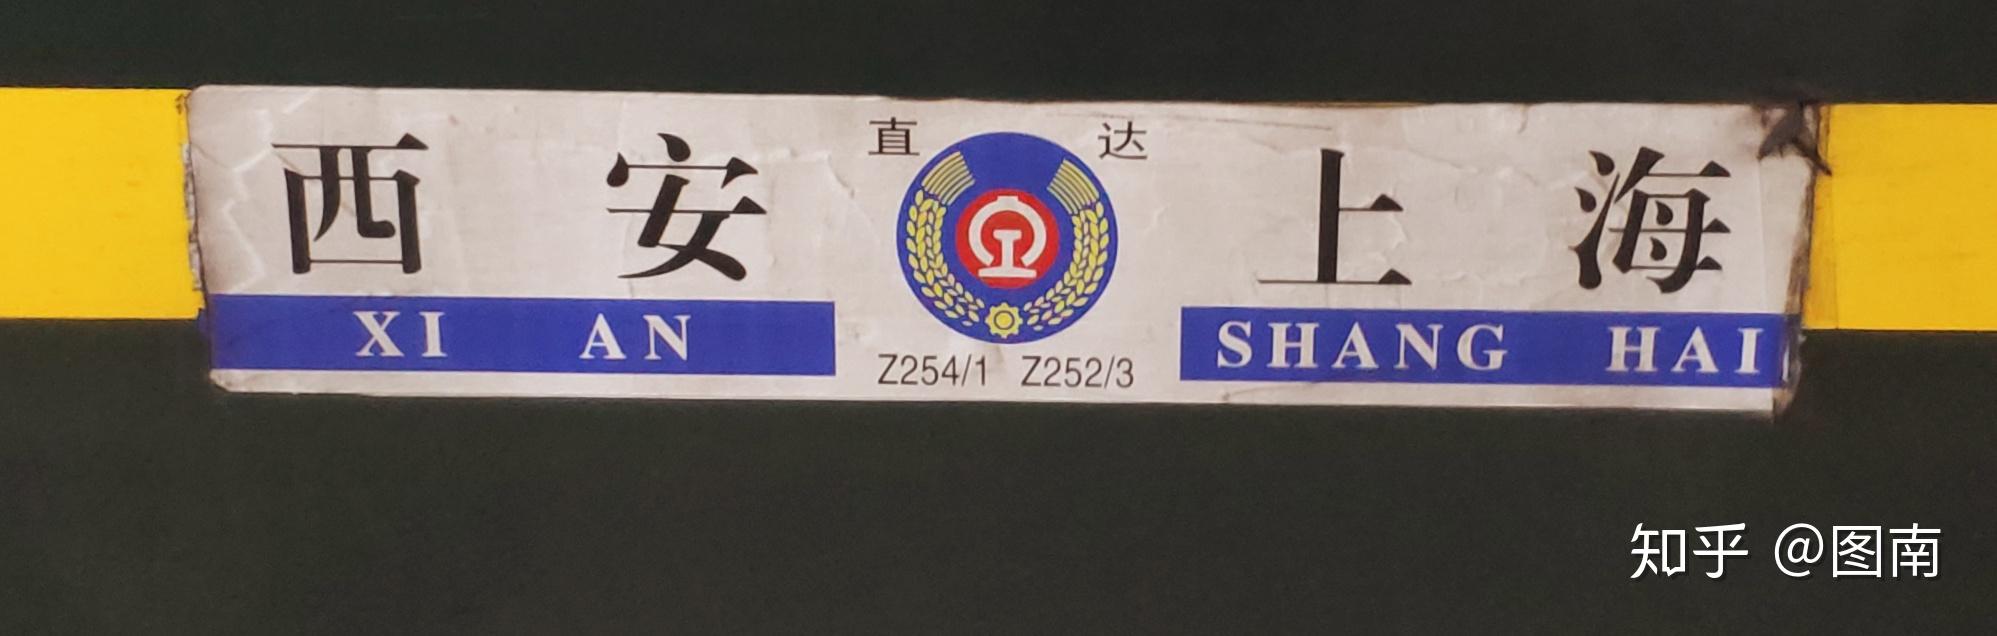 直 达
西 安 上 海
XI AN SHANG HAI
Z254/1 Z252/3
知乎 @图南